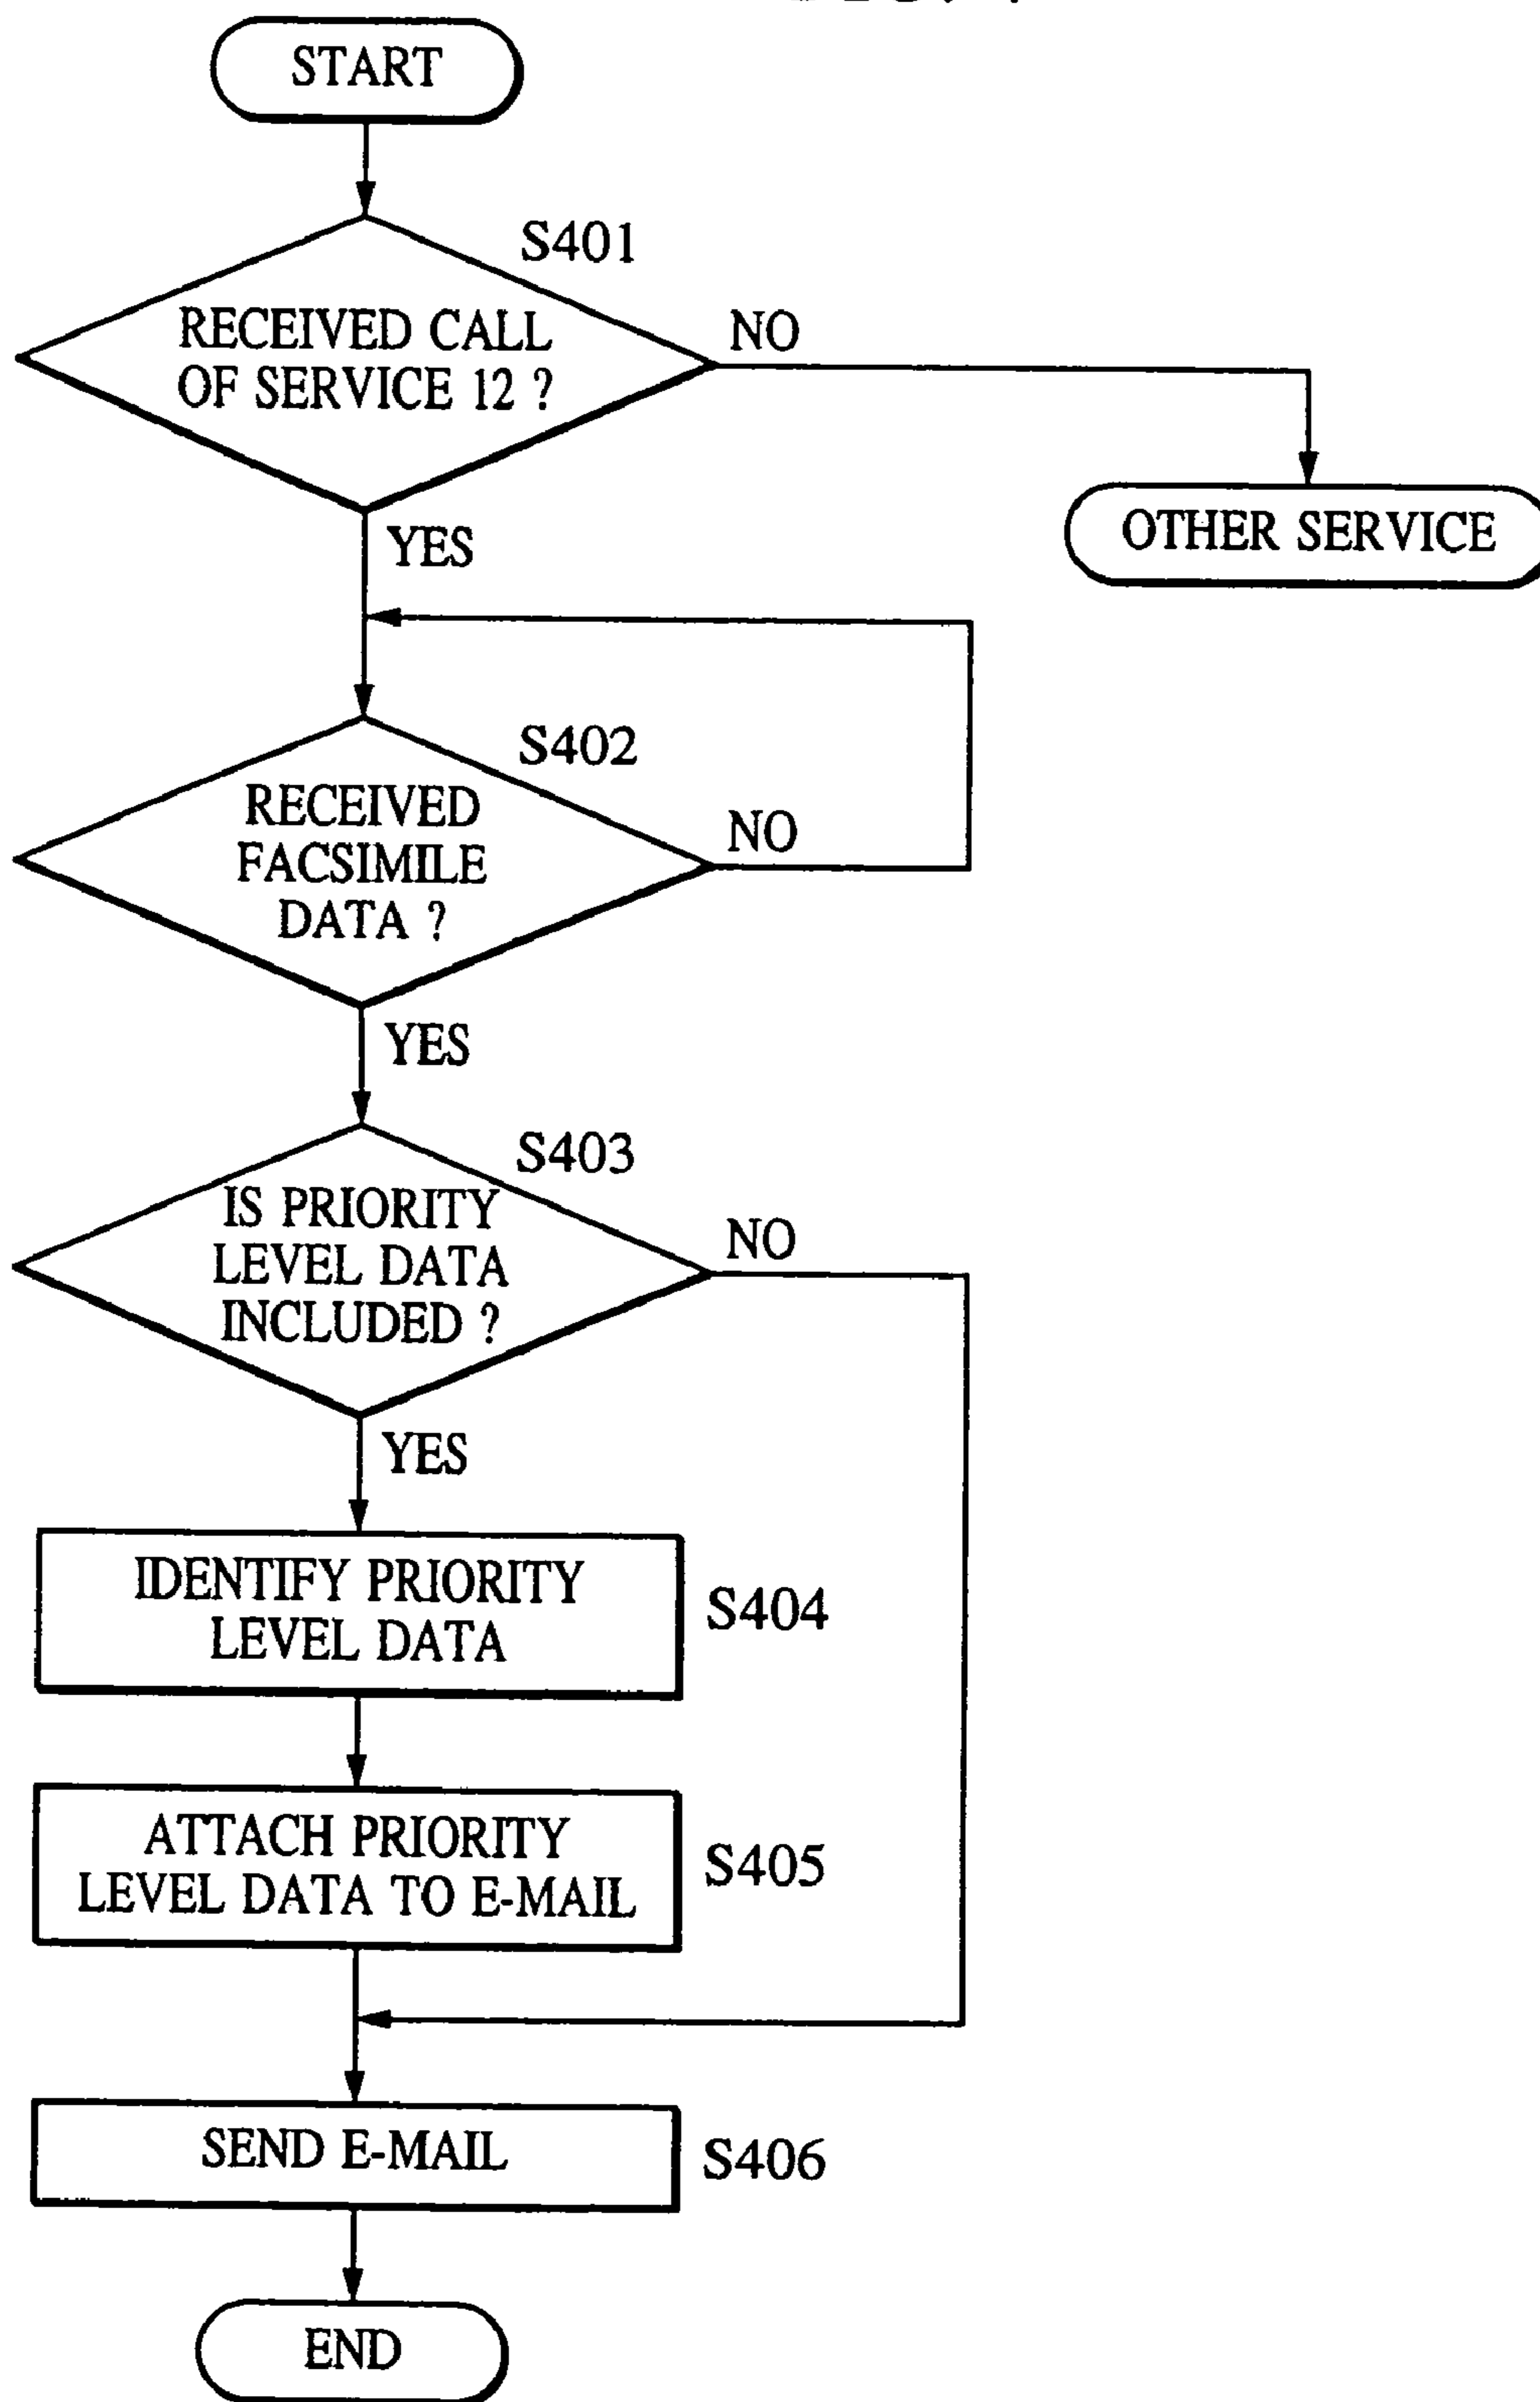 START
S401
RECEIVED CALL
OF SERVICE 12 ?
NO
OTHER SERVICE
YES
S402
RECEIVED
FACSIMILE
DATA ?
NO
YES
S403
IS PRIORITY
LEVEL DATA
INCLUDED ?
NO
YES
IDENTIFY PRIORITY
LEVEL DATA
S404
ATTACH PRIORITY
LEVEL DATA TO E-MAIL
S405
SEND E-MAIL
S406
END